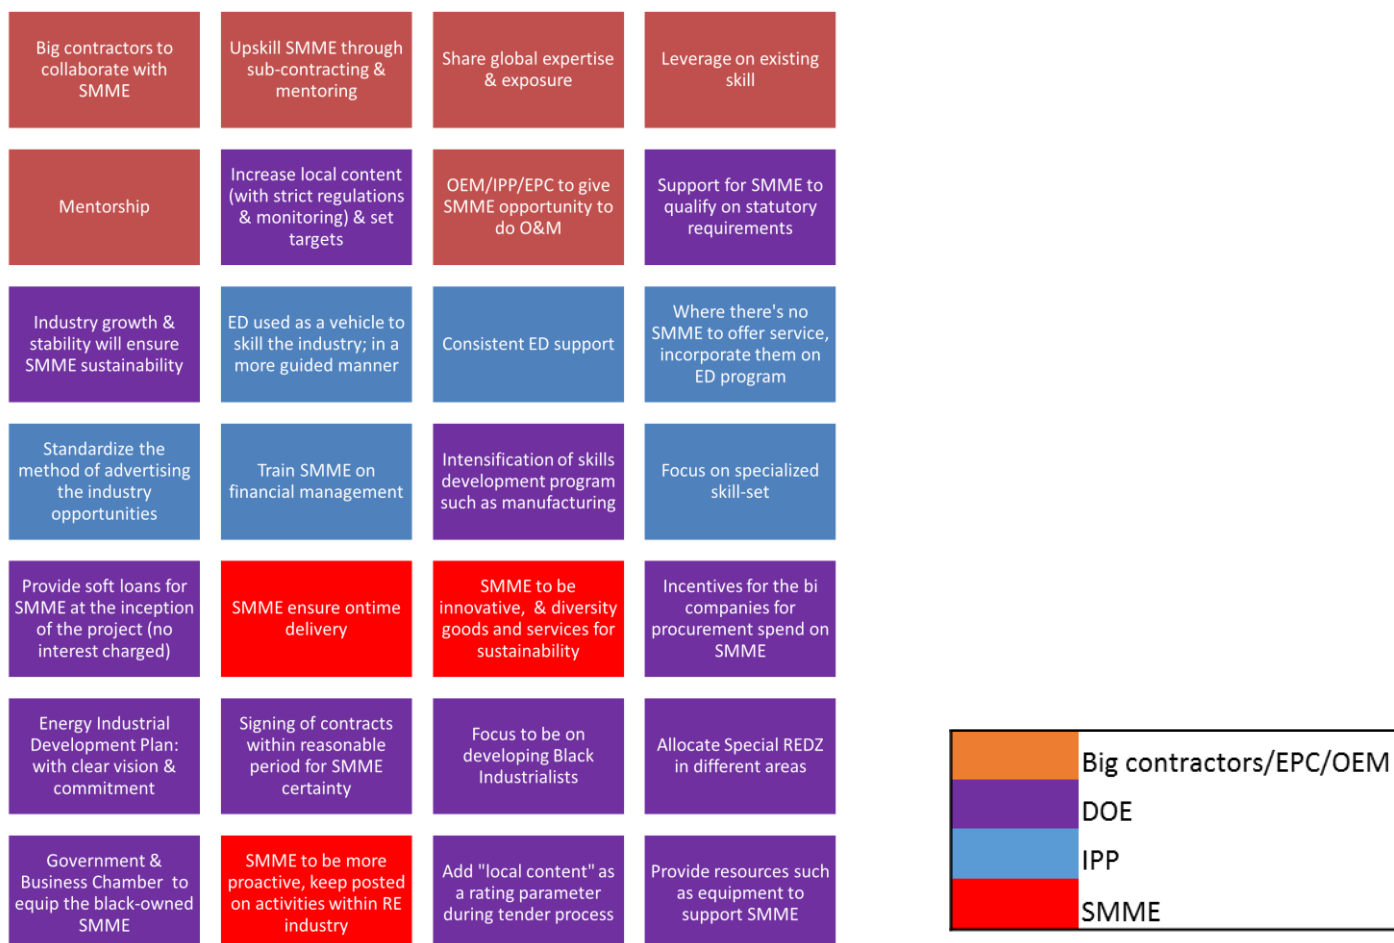 Big contractors to
collaborate with
SMME
Upskill SMME through
sub-contracting &
mentoring
Share global expertise
& exposure
Leverage on existing
skill
Mentorship
Increase local content
(with strict regulations
& monitoring) & set
targets
OEM/IPP/EPC to give
SMME opportunity to
do O&M
Support for SMME to
qualify on statutory
requirements
Industry growth &
stability will ensure
SMME sustainability
ED used as a vehicle to
skill the industry; in a
more guided manner
Consistent ED support
Where there's no
SMME to offer service,
incorporate them on
ED program
Standardize the
method of advertising
the industry
opportunities
Train SMME on
financial management
Intensification of skills
development program
such as manufacturing
Focus on specialized
skill-set
Provide soft loans for
SMME at the inception
of the project (no
interest charged)
SMME ensure ontime
delivery
SMME to be
innovative, & diversity
goods and services for
sustainability
Incentives for the bi
companies for
procurement spend on
SMME
Energy Industrial
Development Plan:
with clear vision &
commitment
Signing of contracts
within reasonable
period for SMME
certainty
Focus to be on
developing Black
Industrialists
Allocate Special REDZ
in different areas
Government &
Business Chamber to
equip the black-owned
SMME
SMME to be more
proactive, keep posted
on activities within RE
industry
Add "local content" as
a rating parameter
during tender process
Provide resources such
as equipment to
support SMME
Big contractors/EPC/OEM
DOE
IPP
SMME